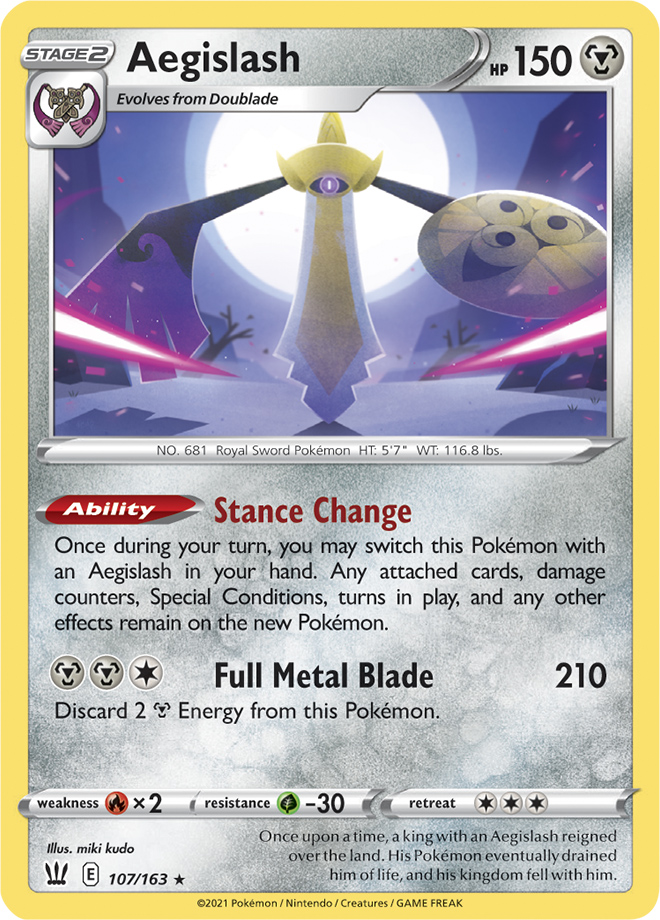 STAGE 2
Aegislash
HP 150
Evolves from Doublade
NO. 681 Royal Sword Pokémon HT: 5'7" WT: 116.8 lbs.
Ability Stance Change
Once during your turn, you may switch this Pokémon with
an Aegislash in your hand. Any attached cards, damage
counters, Special Conditions, turns in play, and any other
effects remain on the new Pokémon.
Full Metal Blade 210
Discard 2 Energy from this Pokémon.
weakness ×2 resistance -30 retreat
Illus. miki kudo
E 107/163 ★
Once upon a time, a king with an Aegislash reigned
over the land. His Pokémon eventually drained
him of life, and his kingdom fell with him.
©2021 Pokémon / Nintendo / Creatures / GAME FREAK